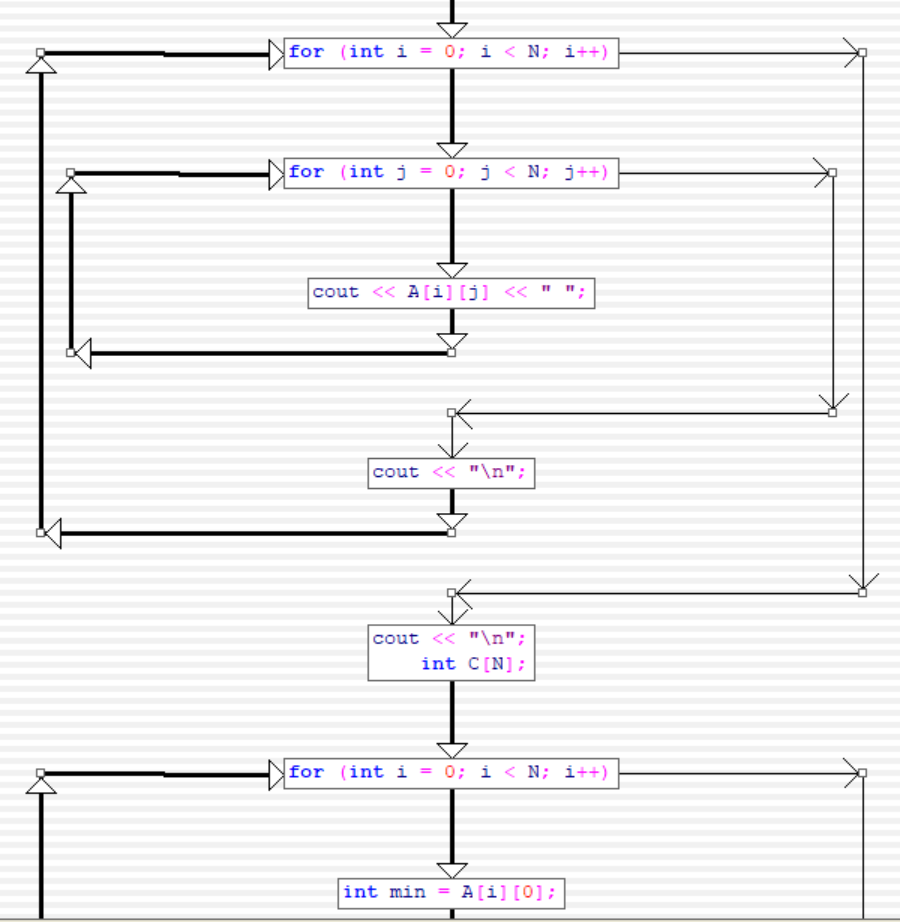 for (int i = 0; i < N; i++)
for (int j = 0; j < N; j++)
cout << A[i][j] << " ";
cout << "\n";
cout << "\n";
int C[N];
for (int i = 0; i < N; i++)
int min = A[i][0];